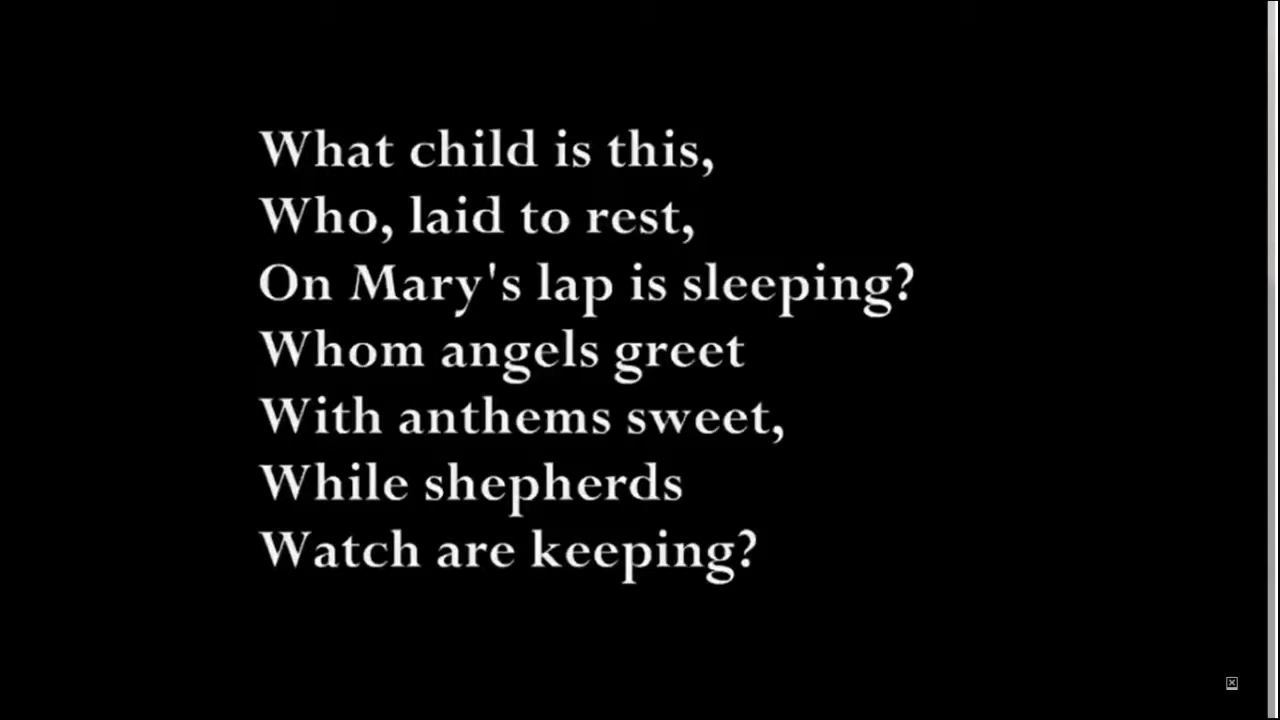 What child is this,
Who, laid to rest,
On Mary's lap is sleeping?
Whom angels greet
With anthems sweet,
While shepherds
Watch are keeping?